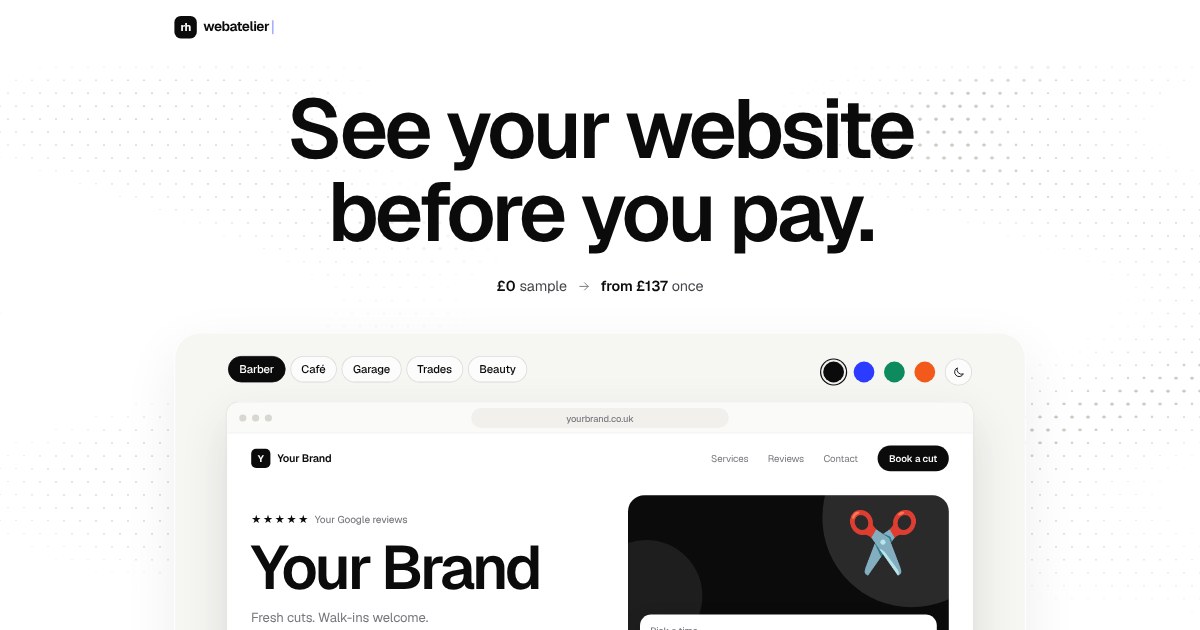 rh webatelier
See your website
before you pay.
£0 sample → from £137 once
Barber Café Garage Trades Beauty
yourbrand.co.uk
Y Your Brand Services Reviews Contact Book a cut
★★★★★ Your Google reviews
Your Brand
Fresh cuts. Walk-ins welcome.